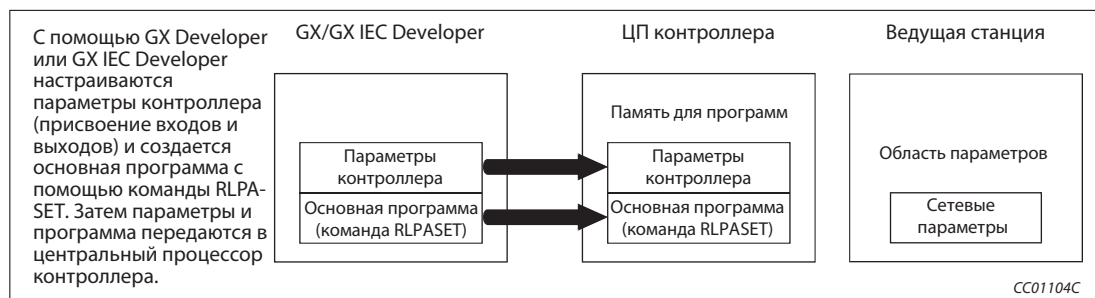 С помощью GX Developer
или GX IEC Developer
настраиваются
параметры контроллера
(присвоение входов и
выходов) и создается
основная программа с
помощью команды RLPA-
SET. Затем параметры и
программа передаются в
центральный процессор
контроллера.
GX/GX IEC Developer
Параметры
контроллера
Основная программа
(команда RLPASET)
ЦП контроллера
Память для программ
Параметры
контроллера
Основная программа
(команда RLPASET)
Ведущая станция
Область параметров
Сетевые
параметры
CC01104C